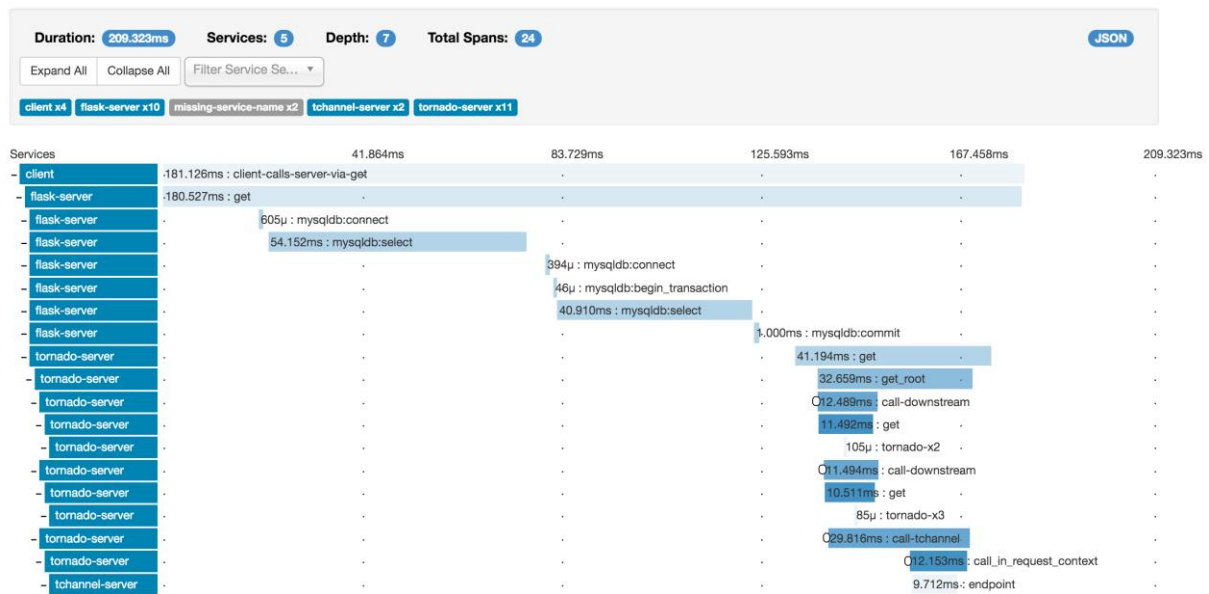 Duration: 209.323ms Services: 5 Depth: 7 Total Spans: 24 JSON
Expand All Collapse All Filter Service Se...
client x4 flask-server x10 missing-service-name x2 tchannel-server x2 tornado-server x11
Services 41.864ms 83.729ms 125.593ms 167.458ms 209.323ms
- client 181.126ms : client-calls-server-via-get
- flask-server 180.527ms : get
- flask-server 605μ : mysqldb:connect
- flask-server 54.152ms : mysqldb:select
- flask-server 394μ : mysqldb:connect
- flask-server 46μ : mysqldb:begin_transaction
- flask-server 40.910ms : mysqldb:select
- flask-server 1.000ms : mysqldb:commit
- tornado-server 41.194ms : get
- tornado-server 32.659ms : get_root
- tornado-server 12.489ms : call-downstream
- tornado-server 11.492ms : get
- tornado-server 105μ : tornado-x2
- tornado-server 11.494ms : call-downstream
- tornado-server 10.511ms : get
- tornado-server 85μ : tornado-x3
- tornado-server 29.816ms : call-tchannel
- tornado-server 12.153ms : call_in_request_context
- tchannel-server 9.712ms : endpoint